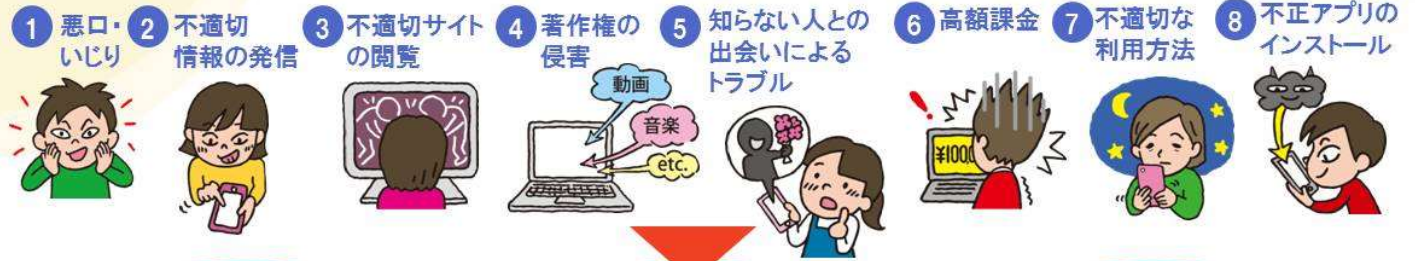 1 悪口・
いじり
2 不適切
情報の発信
3 不適切サイト
の閲覧
4 著作権の
侵害
動画
音楽
etc.
5 知らない人との
出会いによる
トラブル
6 高額課金
¥100,0
7 不適切な
利用方法
8 不正アプリの
インストール